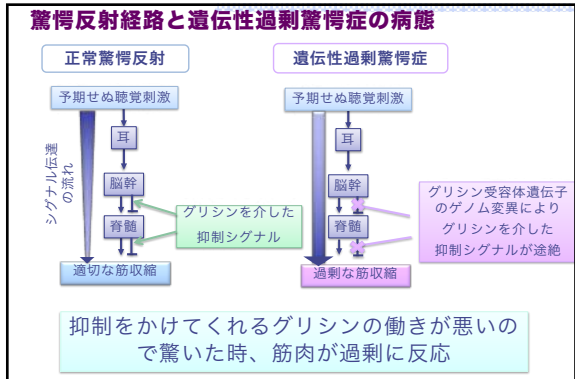 驚愕反射経路と遺伝性過剰驚愕症の病態
正常驚愕反射
予期せぬ聴覚刺激
シグナル伝達
の流れ
耳
脳幹
脊髄
グリシンを介した
抑制シグナル
適切な筋収縮
遺伝性過剰驚愕症
予期せぬ聴覚刺激
耳
脳幹
脊髄
グリシン受容体遺伝子
のゲノム変異により
グリシンを介した
抑制シグナルが途絶
過剰な筋収縮
抑制をかけてくれるグリシンの働きが悪いの
で驚いた時、筋肉が過剰に反応